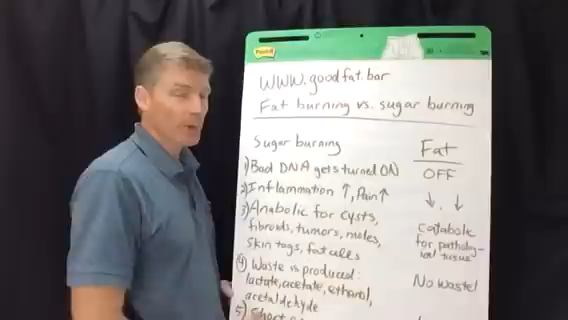 Post-it
www.goodfat.bar
Fat burning vs. sugar burning
Sugar burning
Fat
1) Bad DNA gets turned ON
OFF
2) Inflammation ↑, Pain ↑
↓ . ↓
3) Anabolic for cysts,
fibroids, tumors, moles,
skin tags, fat cells
catabolic
for patholog-
ical tissue
4) Waste is produced:
lactate, acetate, ethanol,
acetaldehyde
No waste!
5) Short